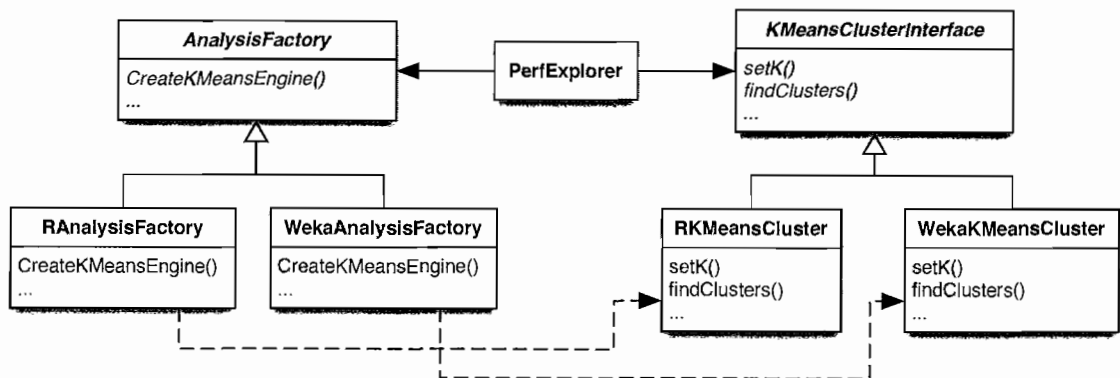 AnalysisFactory
CreateKMeansEngine()
...
PerfExplorer
KMeansClusterInterface
setK()
findClusters()
...
RAnalysisFactory
CreateKMeansEngine()
...
WekaAnalysisFactory
CreateKMeansEngine()
...
RKMeansCluster
setK()
findClusters()
...
WekaKMeansCluster
setK()
findClusters()
...